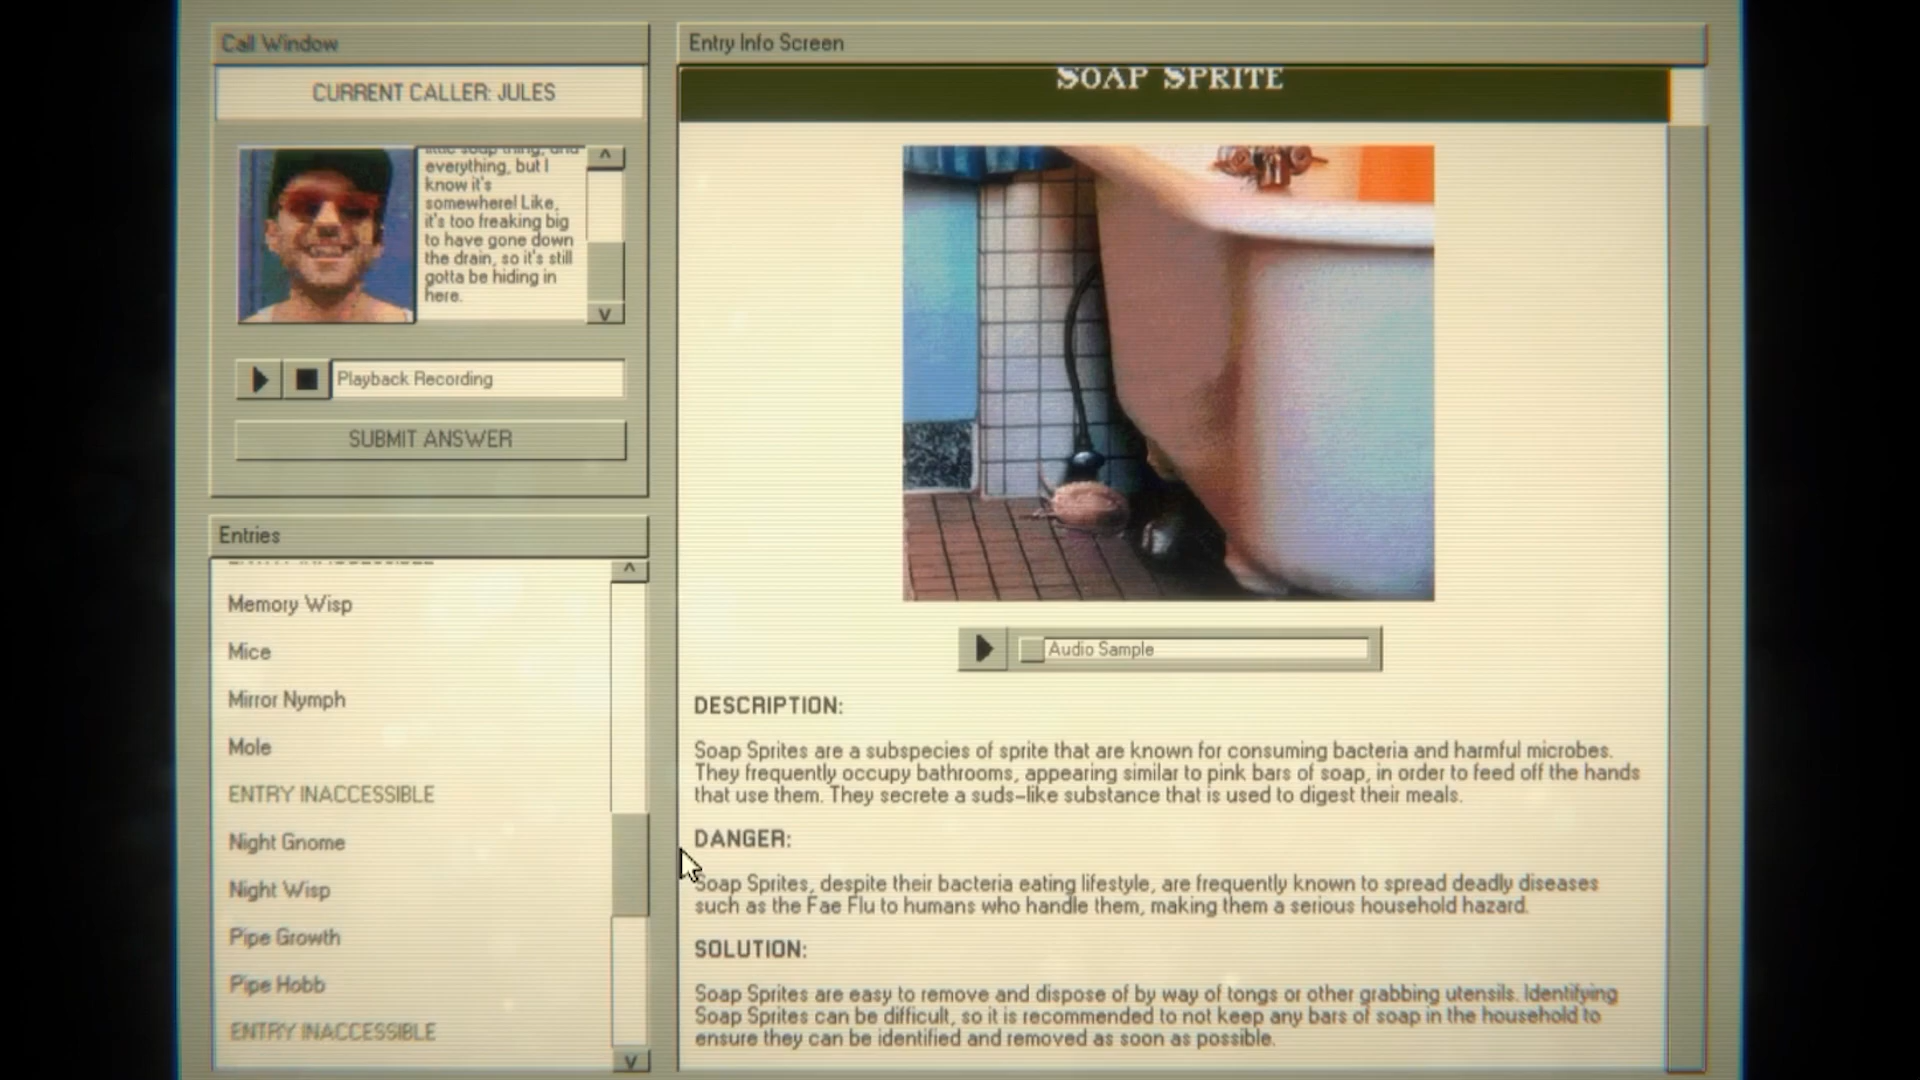 Call Window
CURRENT CALLER: JULES
little soap thing, and
everything, but I
know it's
somewhere! Like,
it's too freaking big
to have gone down
the drain, so it's still
gotta be hiding in
here.
Playback Recording
SUBMIT ANSWER
Entries
ENTRY INACCESSIBLE
Memory Wisp
Mice
Mirror Nymph
Mole
ENTRY INACCESSIBLE
Night Gnome
Night Wisp
Pipe Growth
Pipe Hobb
ENTRY INACCESSIBLE
Entry Info Screen
SOAP SPRITE
Audio Sample
DESCRIPTION:
Soap Sprites are a subspecies of sprite that are known for consuming bacteria and harmful microbes.
They frequently occupy bathrooms, appearing similar to pink bars of soap, in order to feed off the hands
that use them. They secrete a suds-like substance that is used to digest their meals.
DANGER:
Soap Sprites, despite their bacteria eating lifestyle, are frequently known to spread deadly diseases
such as the Fae Flu to humans who handle them, making them a serious household hazard.
SOLUTION:
Soap Sprites are easy to remove and dispose of by way of tongs or other grabbing utensils. Identifying
Soap Sprites can be difficult, so it is recommended to not keep any bars of soap in the household to
ensure they can be identified and removed as soon as possible.